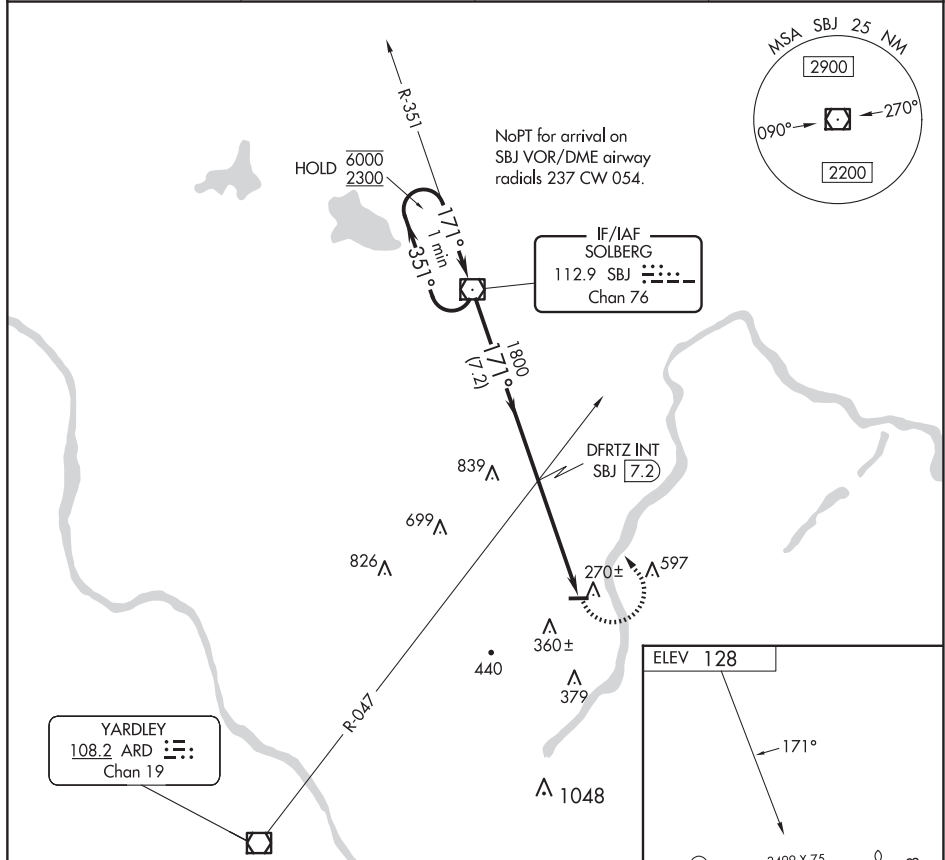 MSA SBJ 25 NM
2900
090°
270°
2200
R-351
NoPT for arrival on
SBJ VOR/DME airway
radials 237 CW 054.
HOLD 6000
2300
171°
1 min
351°
IF/IAF
SOLBERG
112.9 SBJ
Chan 76
1800
171°
(7.2)
DFRTZ INT
SBJ 7.2
839
699
826
270±
597
360±
440
379
R-047
ELEV 128
171°
YARDLEY
108.2 ARD
Chan 19
1048